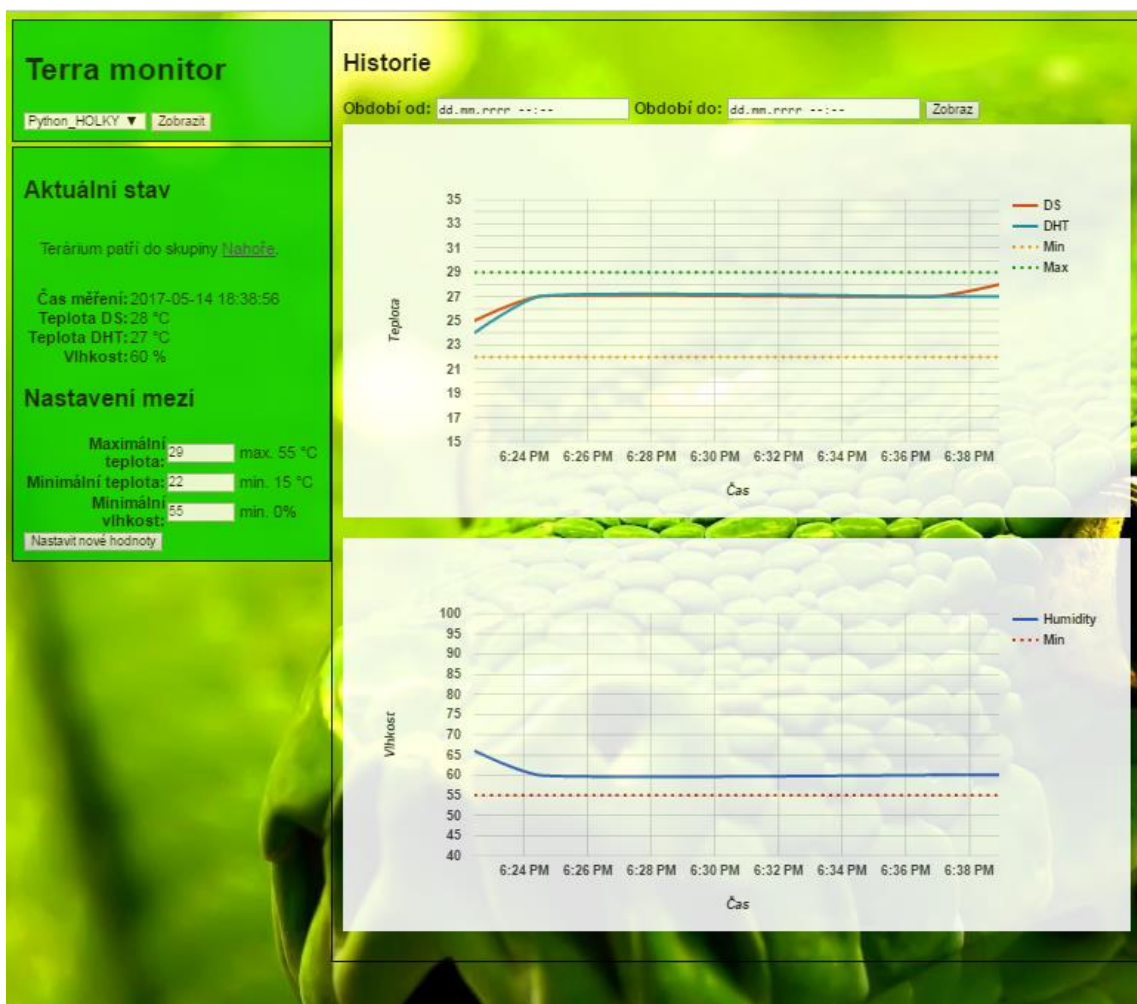 Terra monitor
Python_HOLKY ▼ Zobrazit
Aktuální stav
Terárium patří do skupiny Nahoře.
Čas měření: 2017-05-14 18:38:56
Teplota DS: 28 °C
Teplota DHT: 27 °C
Vlhkost: 60 %
Nastavení mezí
Maximální teplota: 29 max. 55 °C
Minimální teplota: 22 min. 15 °C
Minimální vlhkost: 55 min. 0%
Nastavit nové hodnoty
Historie
Období od: dd.mm.rrrr --:-- Období do: dd.mm.rrrr --:-- Zobraz
35
33
31
29
27
25
23
21
19
17
15
Teplota
6:24 PM 6:26 PM 6:28 PM 6:30 PM 6:32 PM 6:34 PM 6:36 PM 6:38 PM
Čas
DS
DHT
Min
Max
100
95
90
85
80
75
70
65
60
55
50
45
40
Vlhkost
6:24 PM 6:26 PM 6:28 PM 6:30 PM 6:32 PM 6:34 PM 6:36 PM 6:38 PM
Čas
Humidity
Min